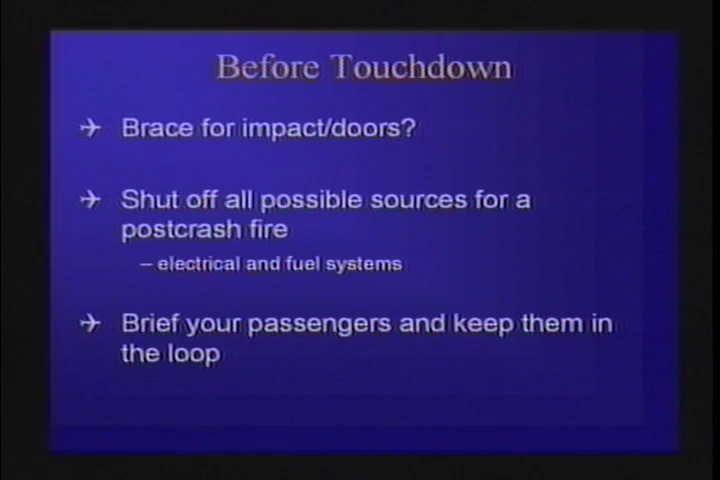 Before Touchdown
Brace for impact/doors?
Shut off all possible sources for a
postcrash fire
– electrical and fuel systems
Brief your passengers and keep them in
the loop